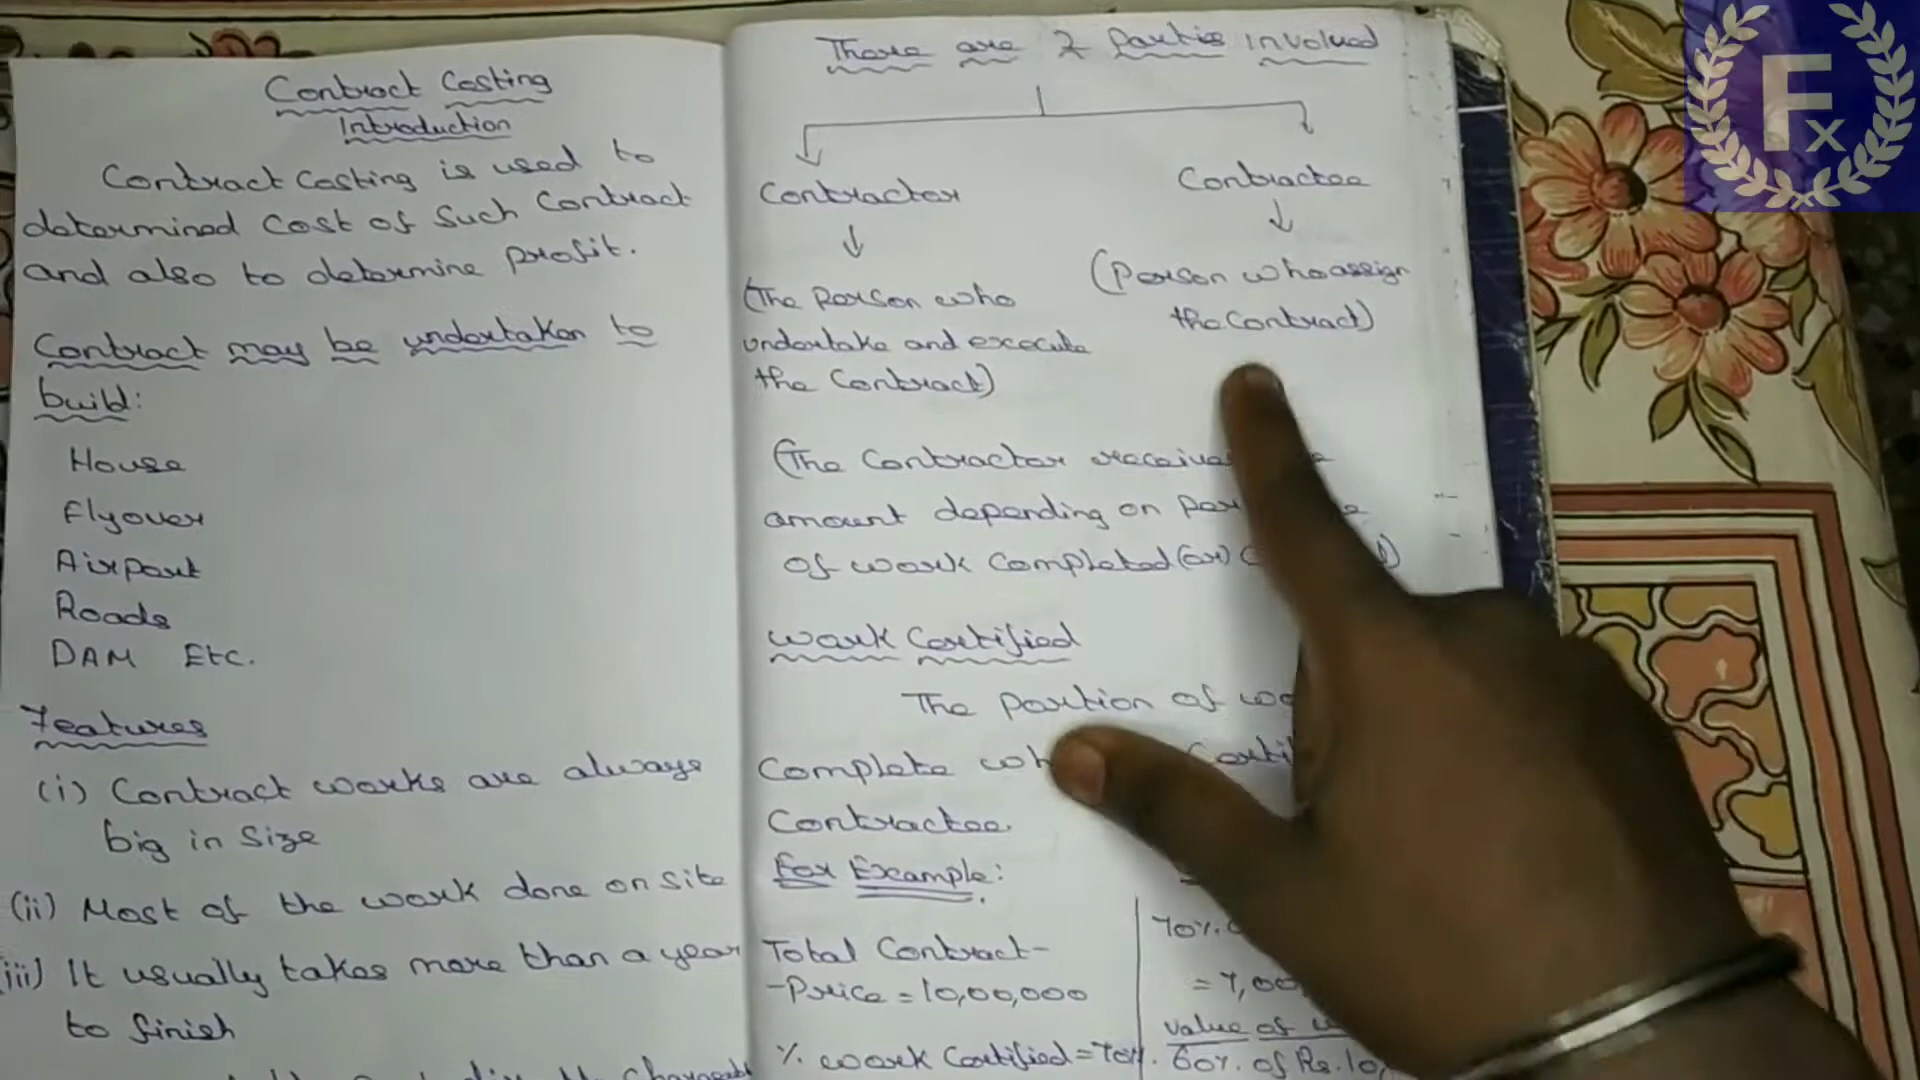 Contract Costing
Introduction
Contract Costing is used to
determined Cost of Such Contract
and also to determine profit.
Contract may be undertaken to
build:
House
Flyover
Airport
Roads
DAM Etc.
Features
(i) Contract works are always
big in Size
(ii) Most of the work done on site
(iii) It usually takes more than a year
to finish
There are 2 Parties involved
Contractor
Contractee
(The Person who
undertake and execute
the Contract)
(Person who assign
the Contract)
(The Contractor
amount depending on
of work Completed (or)
Work Certified
The Portion of
Complete
Contractee.
For Example:
Total Contract-
-Price = 10,00,000
% work Certified = 70%.
70%.
= 7,00
Value of
60%. of Rs. 10,
Fx